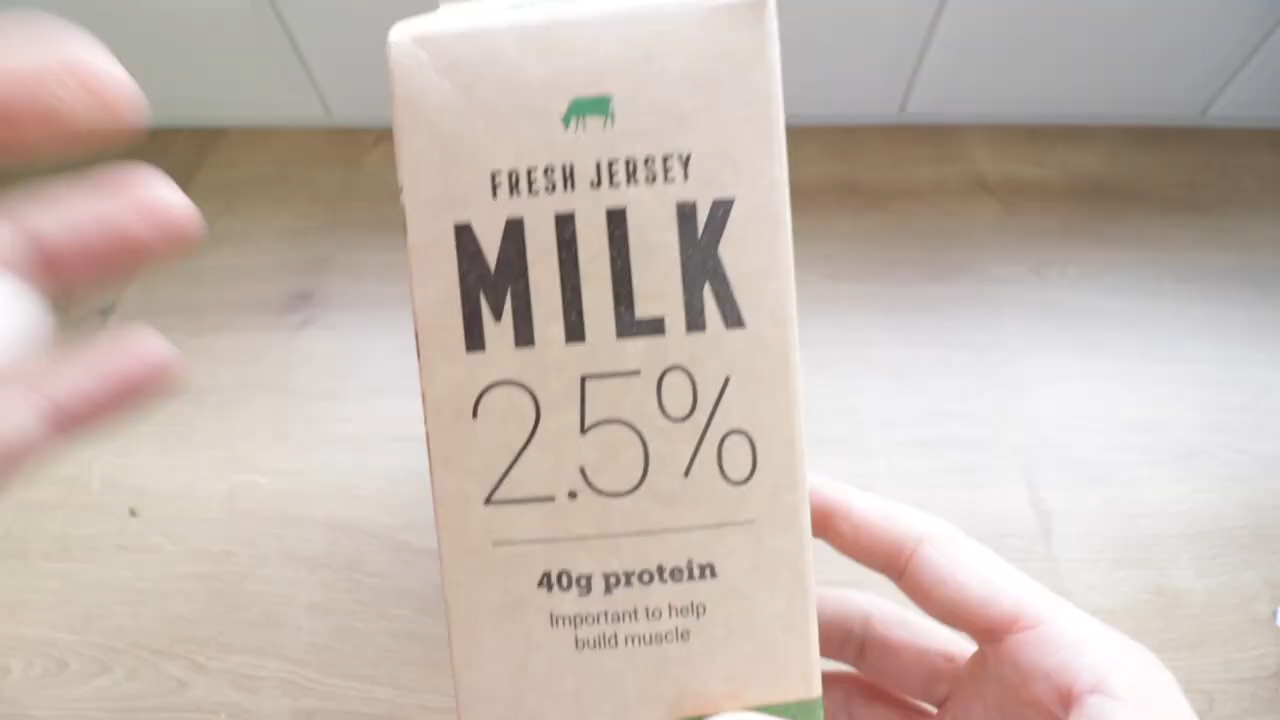 FRESH JERSEY
MILK
2.5%
40g protein
Important to help
build muscle